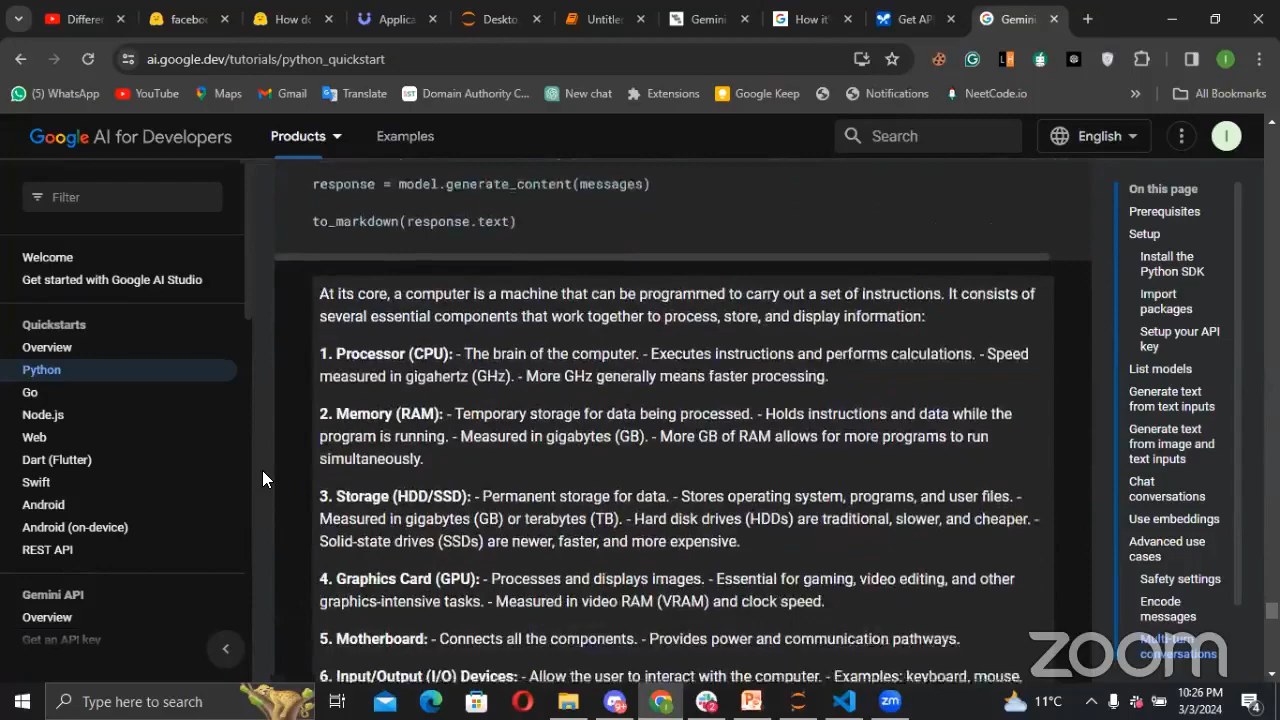 Differen
facebo
How do
Applica
Deskto
Untitle
Gemini
How it'
Get AP
Gemini
ai.google.dev/tutorials/python_quickstart
(5) WhatsApp
YouTube
Maps
Gmail
Translate
Domain Authority C...
New chat
Extensions
Google Keep
Notifications
NeetCode.io
All Bookmarks
Google AI for Developers
Products
Examples
Search
English
I
Filter
Welcome
Get started with Google AI Studio
Quickstarts
Overview
Python
Go
Node.js
Web
Dart (Flutter)
Swift
Android
Android (on-device)
REST API
Gemini API
Overview
Get an API key
response = model.generate_content(messages)
to_markdown(response.text)
At its core, a computer is a machine that can be programmed to carry out a set of instructions. It consists of
several essential components that work together to process, store, and display information:
1. Processor (CPU): - The brain of the computer. - Executes instructions and performs calculations. - Speed
measured in gigahertz (GHz). - More GHz generally means faster processing.
2. Memory (RAM): - Temporary storage for data being processed. - Holds instructions and data while the
program is running. - Measured in gigabytes (GB). - More GB of RAM allows for more programs to run
simultaneously.
3. Storage (HDD/SSD): - Permanent storage for data. - Stores operating system, programs, and user files. -
Measured in gigabytes (GB) or terabytes (TB). - Hard disk drives (HDDs) are traditional, slower, and cheaper. -
Solid-state drives (SSDs) are newer, faster, and more expensive.
4. Graphics Card (GPU): - Processes and displays images. - Essential for gaming, video editing, and other
graphics-intensive tasks. - Measured in video RAM (VRAM) and clock speed.
5. Motherboard: - Connects all the components. - Provides power and communication pathways.
6. Input/Output (I/O) Devices: - Allow the user to interact with the computer. - Examples: keyboard, mouse,
On this page
Prerequisites
Setup
Install the
Python SDK
Import
packages
Setup your API
key
List models
Generate text
from text inputs
Generate text
from image and
text inputs
Chat
conversations
Use embeddings
Advanced use
cases
Safety settings
Encode
messages
Multi-turn
conversations
zoom
Type here to search
11°C
10:26 PM
3/3/2024
4